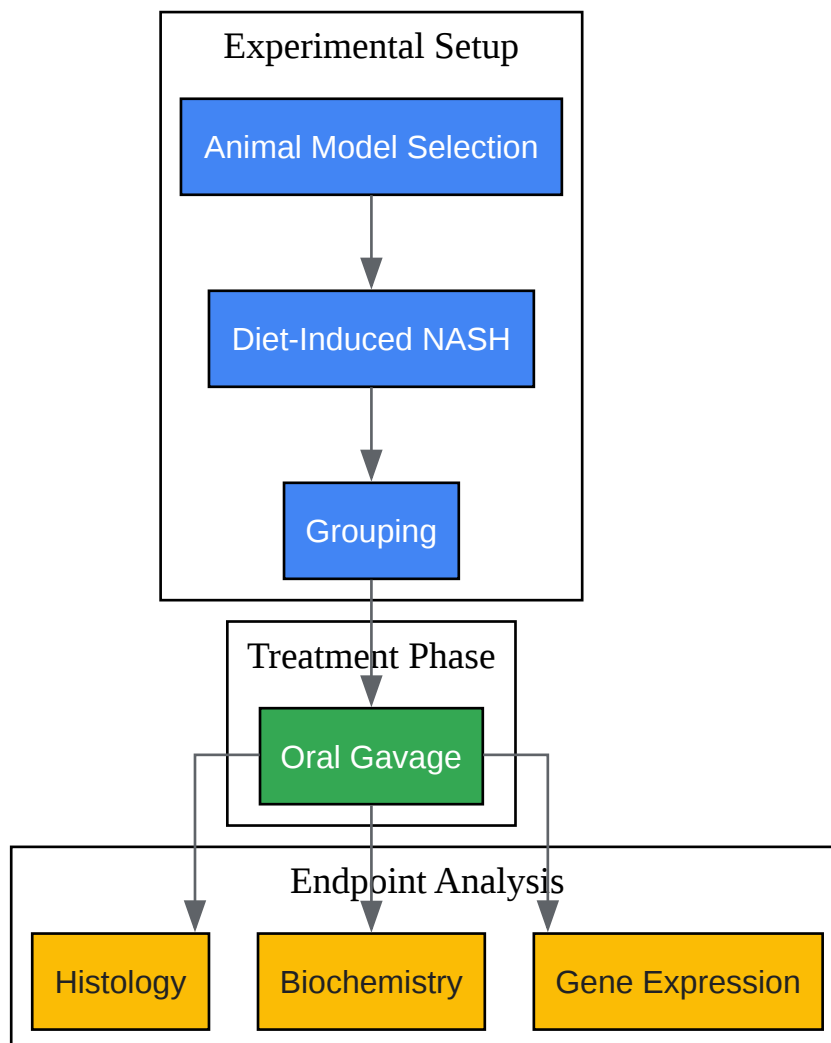 Experimental Setup
Animal Model Selection
Diet-Induced NASH
Grouping
Treatment Phase
Oral Gavage
Endpoint Analysis
Histology
Biochemistry
Gene Expression